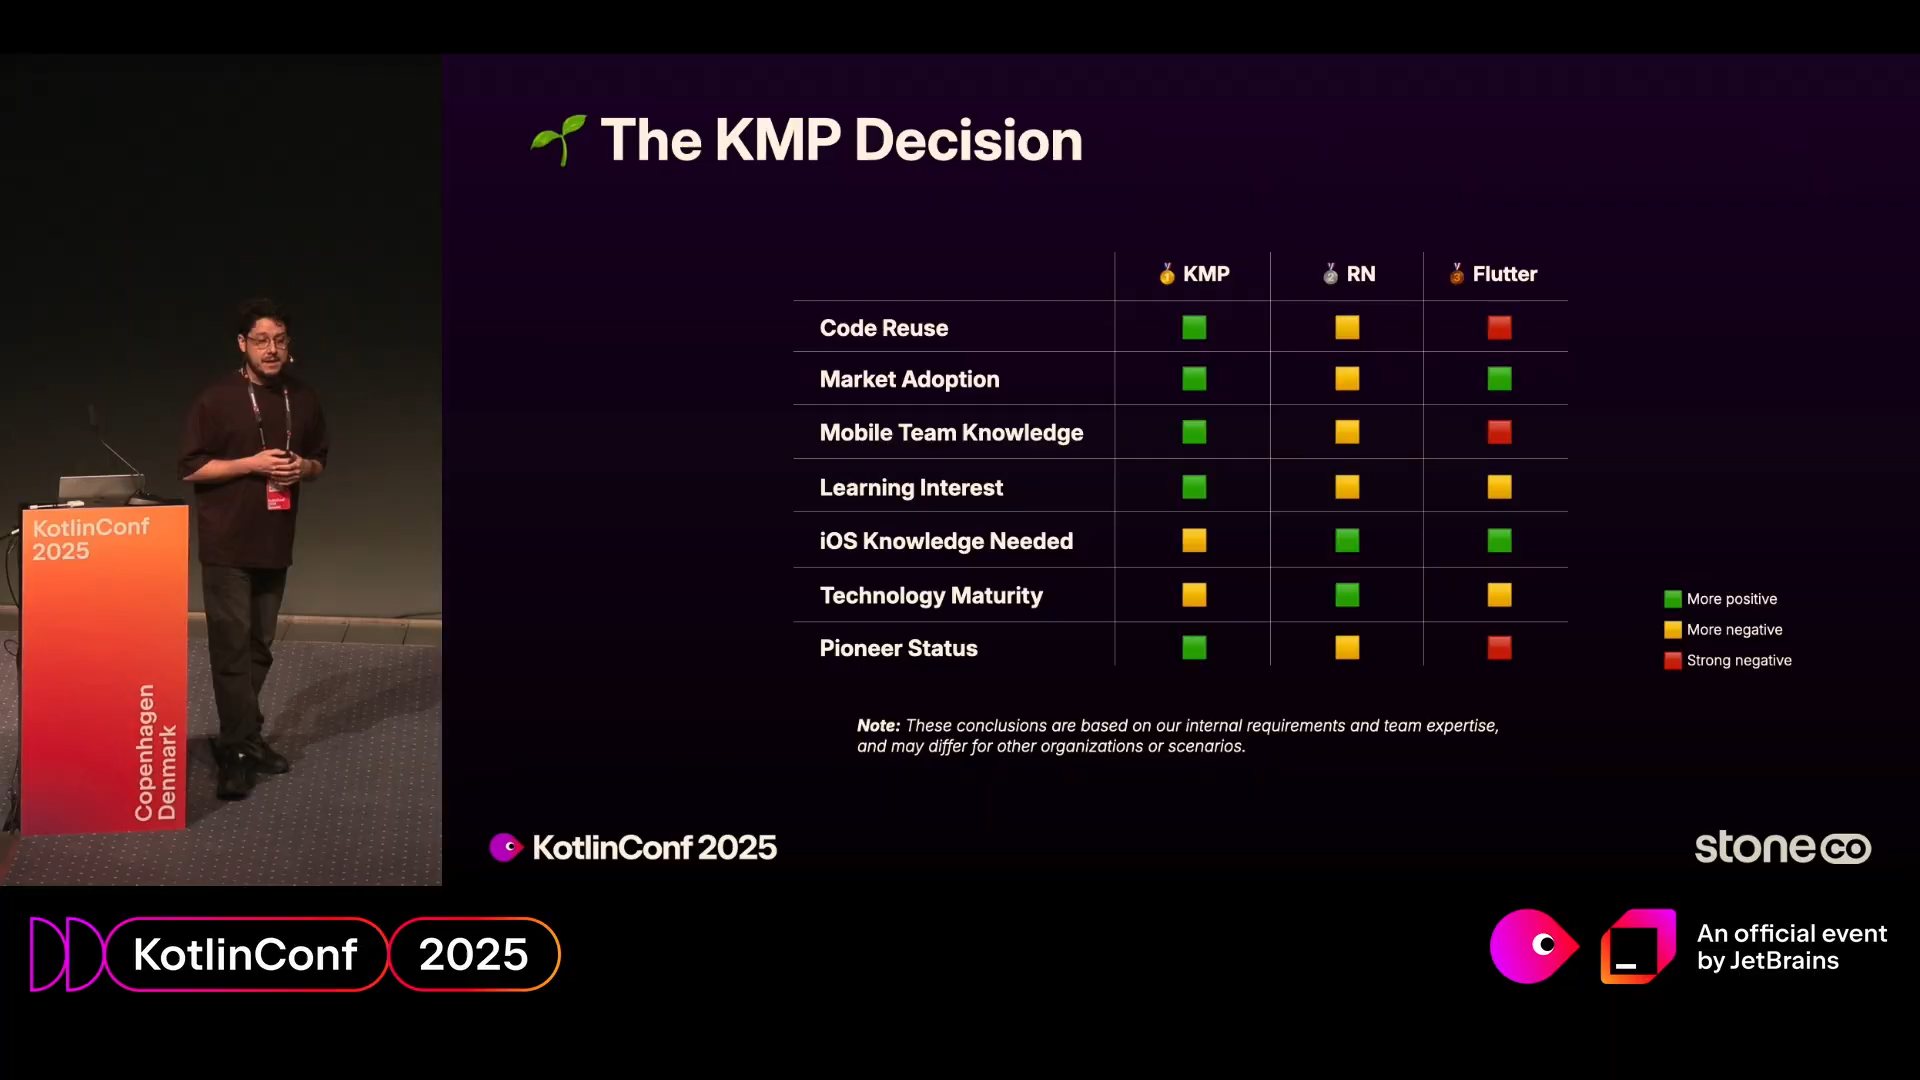 The KMP Decision
KMP RN Flutter
Code Reuse
Market Adoption
Mobile Team Knowledge
Learning Interest
iOS Knowledge Needed
Technology Maturity
Pioneer Status
More positive
More negative
Strong negative
Note: These conclusions are based on our internal requirements and team expertise,
and may differ for other organizations or scenarios.
KotlinConf 2025
stone co
KotlinConf
2025
Copenhagen
Denmark
KotlinConf 2025
An official event
by JetBrains